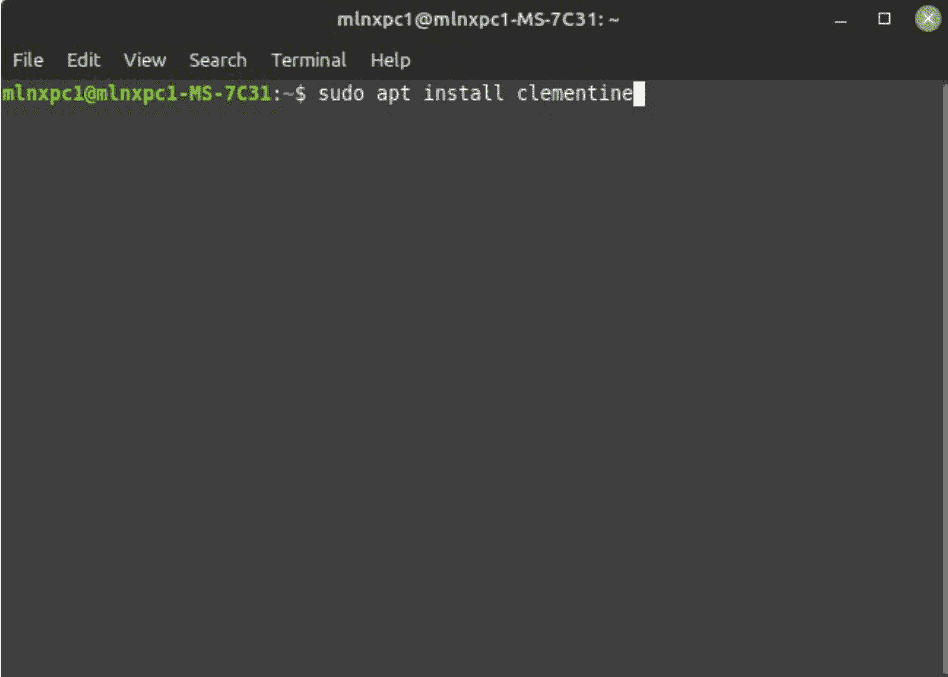 mlnxpc1@mlnxpc1-MS-7C31: ~
File Edit View Search Terminal Help
mlnxpc1@mlnxpc1-MS-7C31:~$ sudo apt install clementine